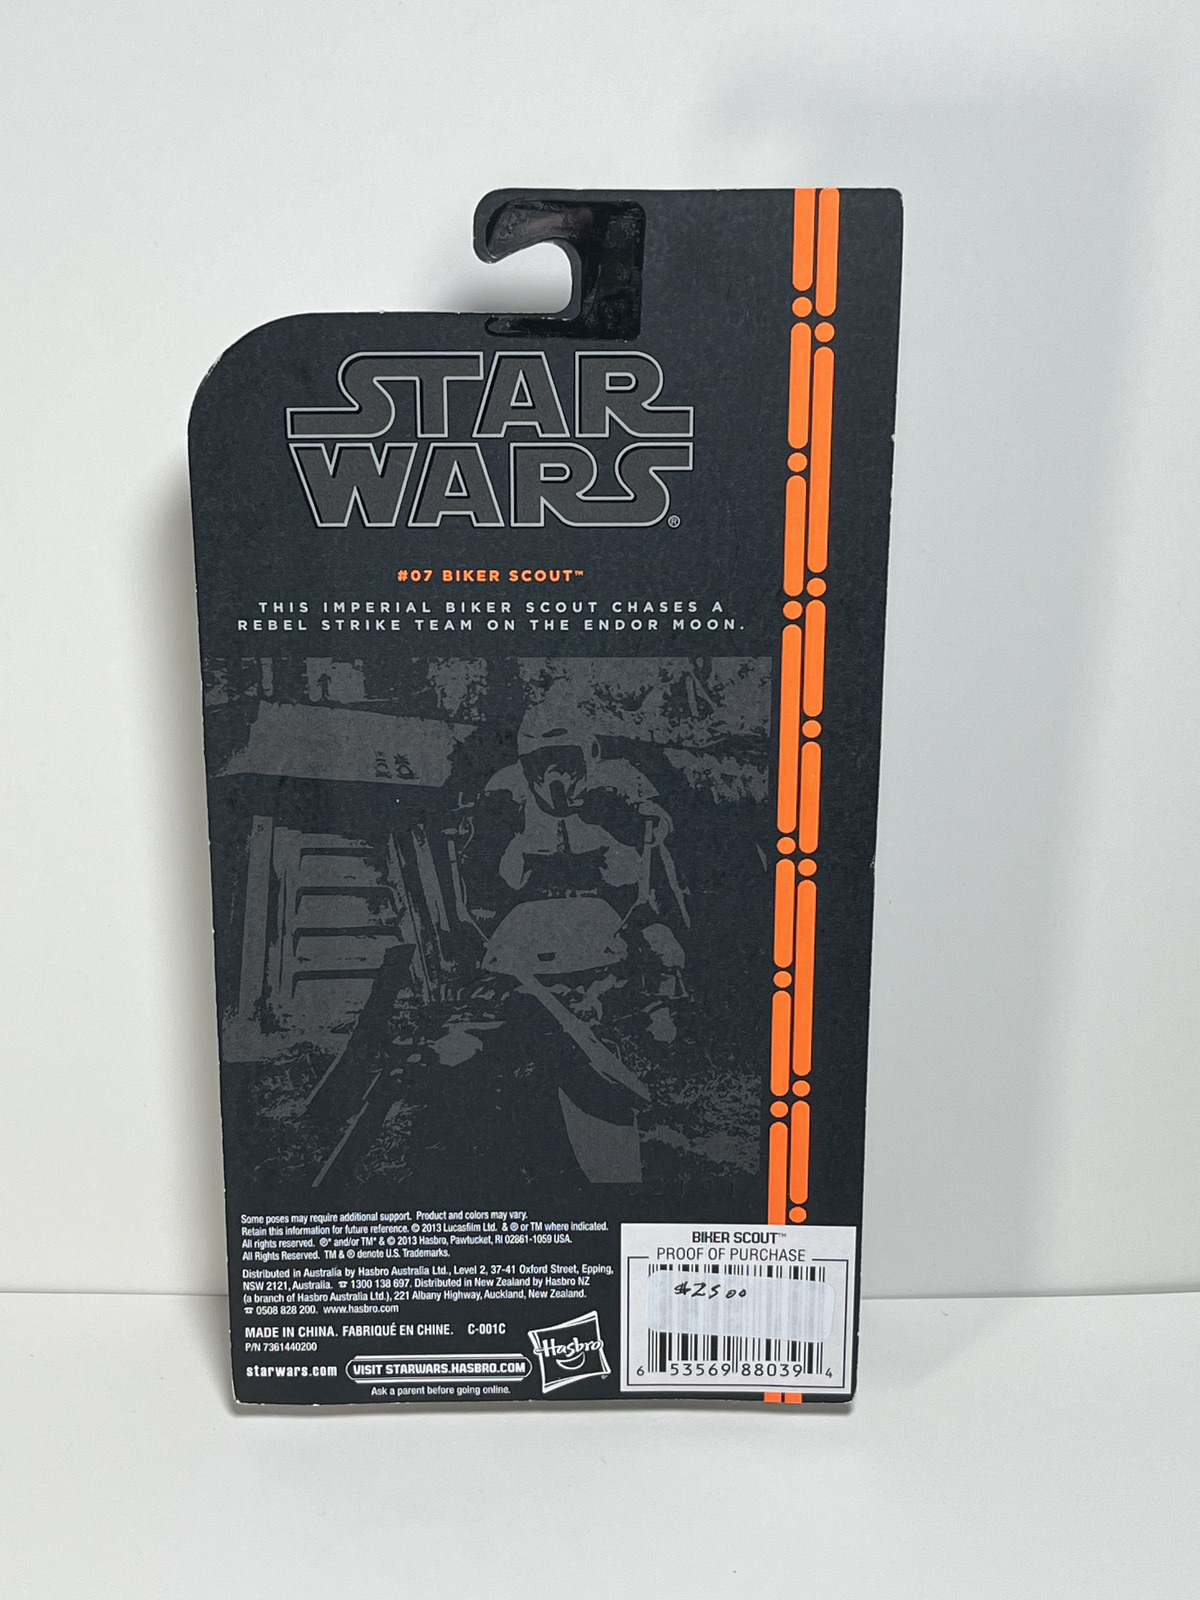 STAR
WARS®
#07 BIKER SCOUT™
THIS IMPERIAL BIKER SCOUT CHASES A
REBEL STRIKE TEAM ON THE ENDOR MOON.
Some poses may require additional support. Product and colors may vary.
Retain this information for future reference. © 2013 Lucasfilm Ltd. & ® or TM where indicated.
All rights reserved. ®* and/or TM* & © 2013 Hasbro, Pawtucket, RI 02861-1059 USA.
All Rights Reserved. TM & ® denote U.S. Trademarks.
Distributed in Australia by Hasbro Australia Ltd., Level 2, 37-41 Oxford Street, Epping,
NSW 2121, Australia. ☎ 1300 138 697. Distributed in New Zealand by Hasbro NZ
(a branch of Hasbro Australia Ltd.), 221 Albany Highway, Auckland, New Zealand.
☎ 0508 828 200. www.hasbro.com
MADE IN CHINA. FABRIQUÉ EN CHINE. C-001C
P/N 7361440200
starwars.com VISIT STARWARS.HASBRO.COM
Ask a parent before going online.
Hasbro
BIKER SCOUT™
PROOF OF PURCHASE
$25 00
6 53569 88039 4